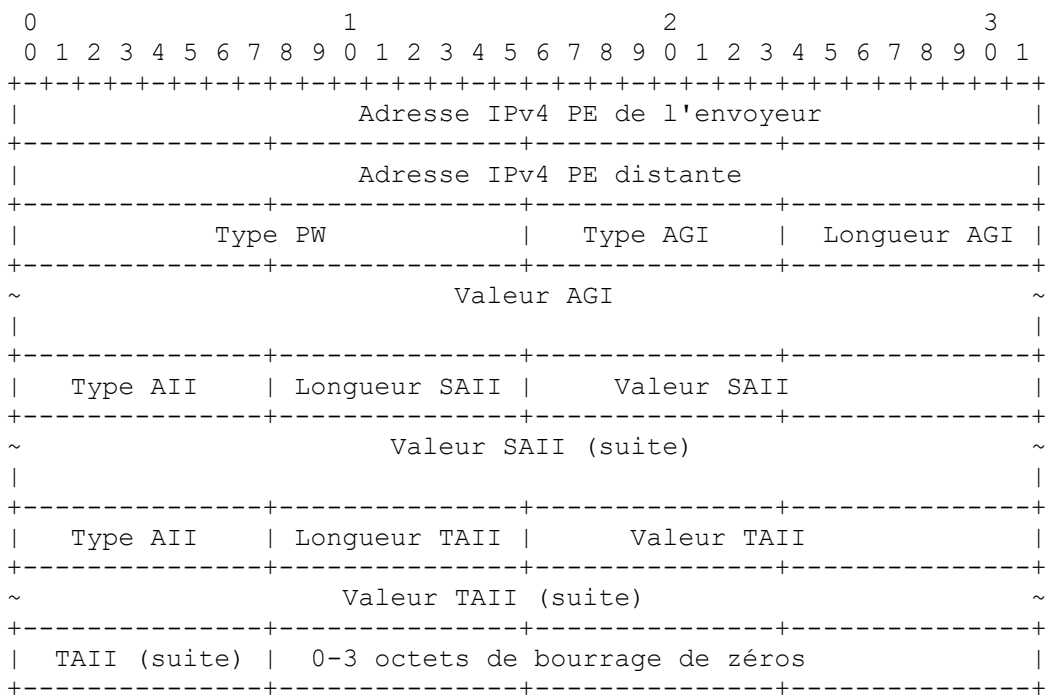 0                   1                   2                   3
0 1 2 3 4 5 6 7 8 9 0 1 2 3 4 5 6 7 8 9 0 1 2 3 4 5 6 7 8 9 0 1
+-+-+-+-+-+-+-+-+-+-+-+-+-+-+-+-+-+-+-+-+-+-+-+-+-+-+-+-+-+-+-+-+
|                     Adresse IPv4 PE de l'envoyeur             |
+---------------+---------------+---------------+---------------+
|                     Adresse IPv4 PE distante                  |
+---------------+---------------+---------------+---------------+
|            Type PW            |   Type AGI    |  Longueur AGI |
+---------------+---------------+---------------+---------------+
~                           Valeur AGI                          ~
|                                                               |
+---------------+---------------+---------------+---------------+
|   Type AII    | Longueur SAII |     Valeur SAII               |
+---------------+---------------+---------------+---------------+
~                       Valeur SAII (suite)                     ~
|                                                               |
+---------------+---------------+---------------+---------------+
|   Type AII    | Longueur TAII |      Valeur TAII              |
+---------------+---------------+---------------+---------------+
~                    Valeur TAII (suite)                        ~
+---------------+---------------+---------------+---------------+
|  TAII (suite) |  0-3 octets de bourrage de zéros              |
+---------------+---------------+---------------+---------------+